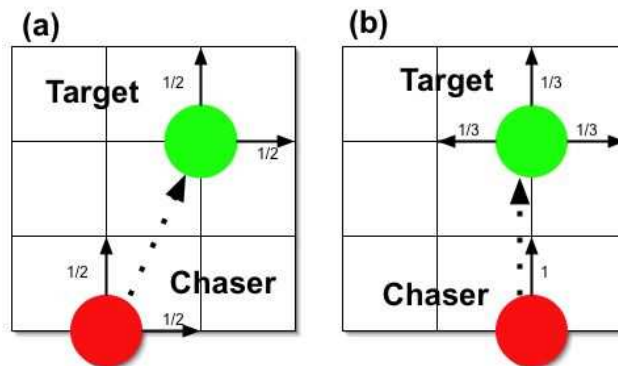 (a)
1/2
Target
1/2
1/2
Chaser
1/2
(b)
Target
1/3
1/3
1/3
Chaser
1